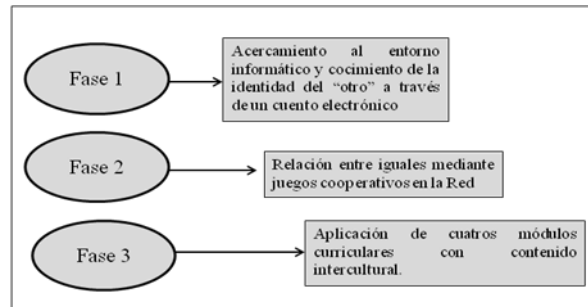 Fase 1
Acercamiento al entorno
informático y cocimiento de la
identidad del “otro” a través
de un cuento electrónico
Fase 2
Relación entre iguales mediante
juegos cooperativos en la Red
Fase 3
Aplicación de cuatros módulos
curriculares con contenido
intercultural.